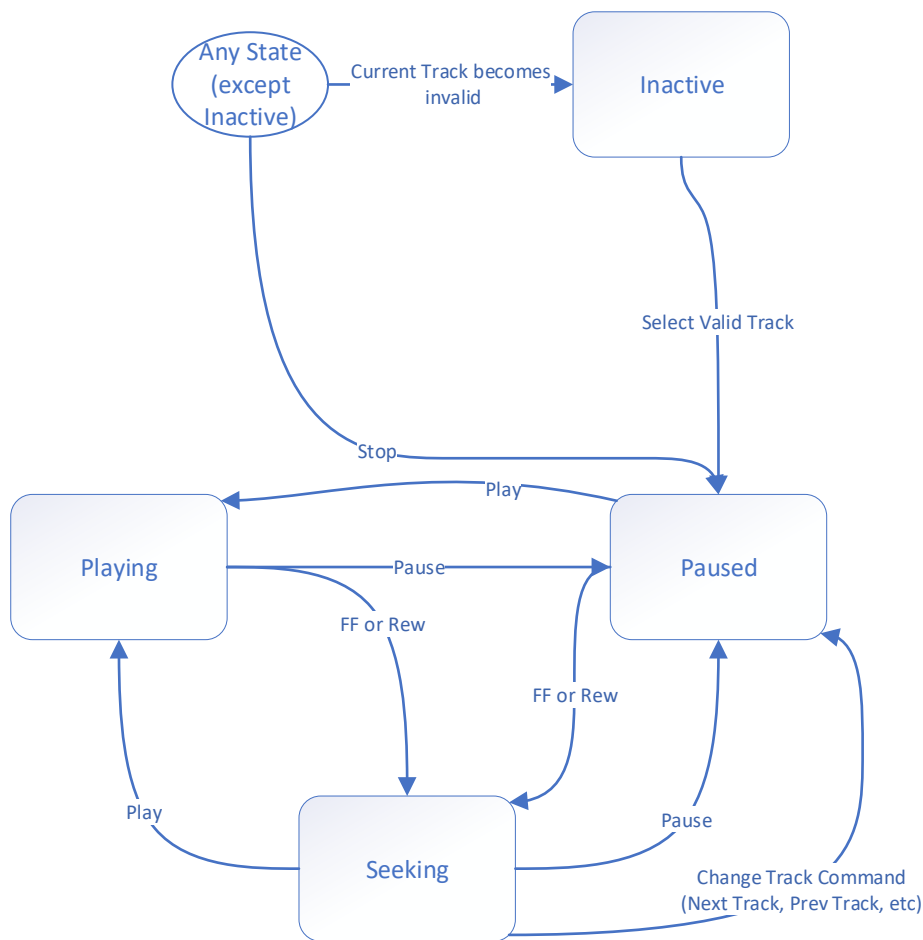 Any State
(except
Inactive)
Current Track becomes
invalid
Inactive
Select Valid Track
Stop
Play
Playing
Pause
Paused
FF or Rew
FF or Rew
Play
Seeking
Pause
Change Track Command
(Next Track, Prev Track, etc)